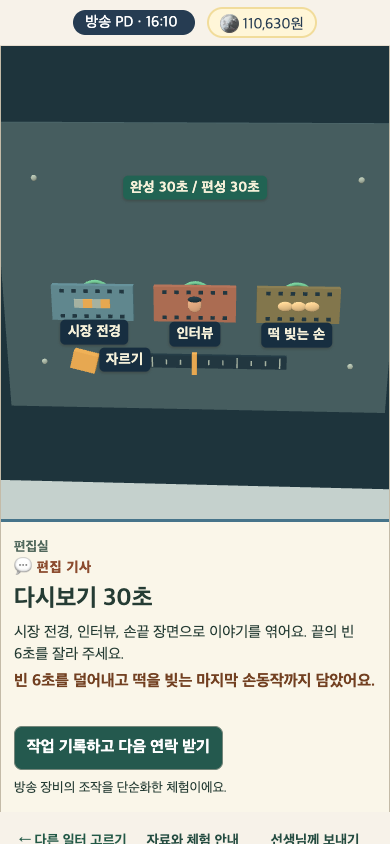 방송 PD · 16:10
110,630원
완성 30초 / 편성 30초
시장 전경
인터뷰
떡 빚는 손
자르기
편집실
편집 기사
다시보기 30초
시장 전경, 인터뷰, 손끝 장면으로 이야기를 엮어요. 끝의 빈
6초를 잘라 주세요.
빈 6초를 덜어내고 떡을 빚는 마지막 손동작까지 담았어요.
작업 기록하고 다음 연락 받기
방송 장비의 조작을 단순화한 체험이에요.
← 다른 일터 고르기 자료와 체험 안내 선생님께 보내기